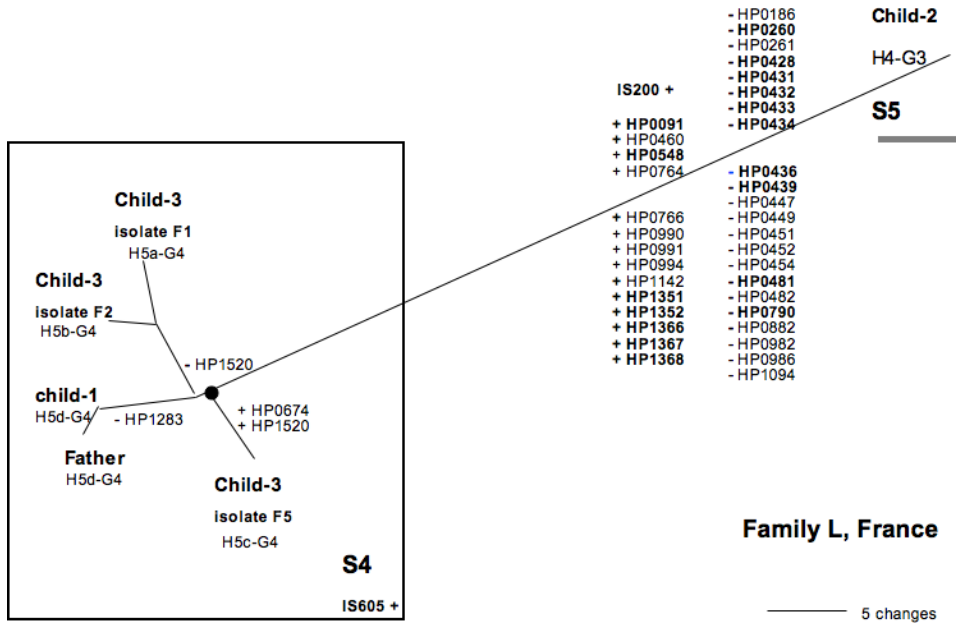 - HP0186
- HP0260
- HP0261
- HP0428
- HP0431
- HP0432
- HP0433
- HP0434
- HP0436
- HP0439
- HP0447
- HP0449
- HP0451
- HP0452
- HP0454
- HP0481
- HP0482
- HP0790
- HP0882
- HP0982
- HP0986
- HP1094
Child-2
H4-G3
S5
IS200 +
+ HP0091
+ HP0460
+ HP0548
+ HP0764
+ HP0766
+ HP0990
+ HP0991
+ HP0994
+ HP1142
+ HP1351
+ HP1352
+ HP1366
+ HP1367
+ HP1368
Child-3
isolate F1
H5a-G4
Child-3
isolate F2
H5b-G4
- HP1520
child-1
H5d-G4
- HP1283
+ HP0674
+ HP1520
Father
H5d-G4
Child-3
isolate F5
H5c-G4
S4
IS605 +
Family L, France
5 changes